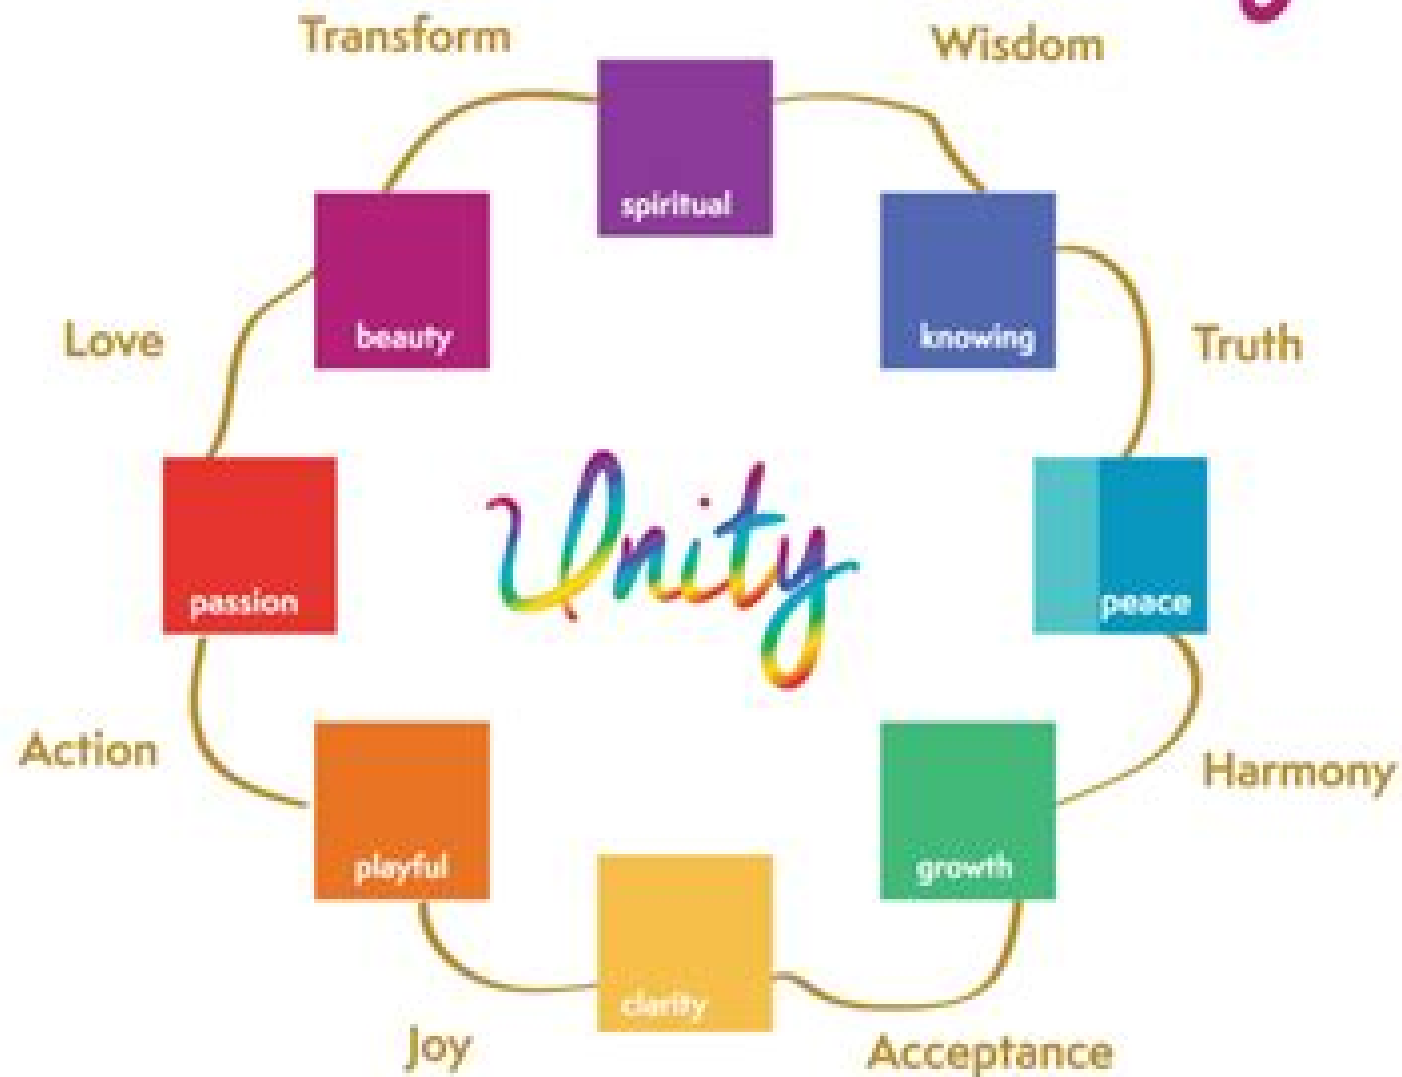 Transform
Wisdom
spiritual
beauty
knowing
Love
Truth
Unity
passion
peace
Action
Harmony
playful
growth
clarity
Joy
Acceptance